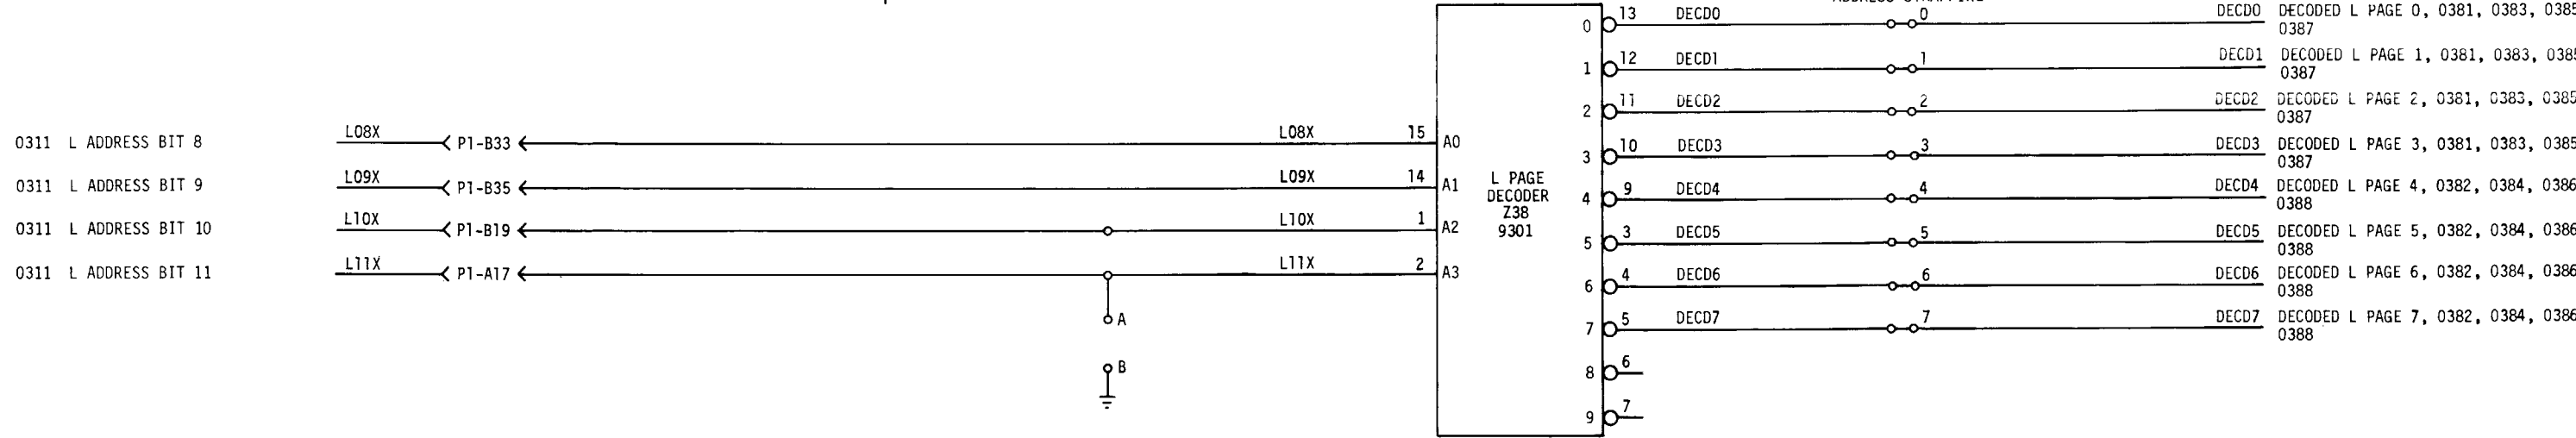 0311 L ADDRESS BIT 8 L08X P1-B33 L08X 15 A0
0311 L ADDRESS BIT 9 L09X P1-B35 L09X 14 A1
0311 L ADDRESS BIT 10 L10X P1-B19 L10X 1 A2
0311 L ADDRESS BIT 11 L11X P1-A17 L11X 2 A3
A
B
L PAGE
DECODER
Z38
9301
0 13 DECD0 0 DECD0 DECODED L PAGE 0, 0381, 0383, 0385
0387
1 12 DECD1 1 DECD1 DECODED L PAGE 1, 0381, 0383, 0385
0387
2 11 DECD2 2 DECD2 DECODED L PAGE 2, 0381, 0383, 0385
0387
3 10 DECD3 3 DECD3 DECODED L PAGE 3, 0381, 0383, 0385
0387
4 9 DECD4 4 DECD4 DECODED L PAGE 4, 0382, 0384, 0386
0388
5 3 DECD5 5 DECD5 DECODED L PAGE 5, 0382, 0384, 0386
0388
6 4 DECD6 6 DECD6 DECODED L PAGE 6, 0382, 0384, 0386
0388
7 5 DECD7 7 DECD7 DECODED L PAGE 7, 0382, 0384, 0386
0388
8 6
9 7